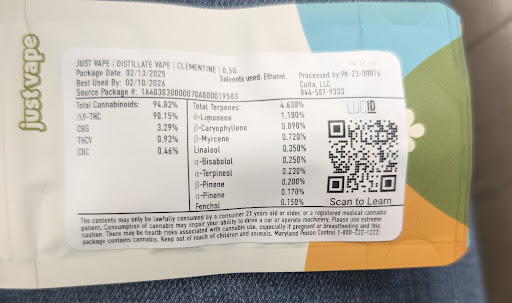 just vape
JUST VAPE | DISTILLATE VAPE | CLEMENTINE | 0.5G
Package Date: 02/13/2025
Best Used By: 02/10/2026
Solvents used: Ethanol
Processed by: PA-23-00016
Culta, LLC
844-507-9333
Source Package #: 1A40303000070A000019583
Total Cannabinoids: 94.83%
Δ9-THC 90.15%
CBG 3.29%
THCV 0.93%
CBC 0.46%
Total Terpenes: 4.630%
δ-Limonene 1.180%
β-Caryophyllene 0.890%
β-Myrcene 0.720%
Linalool 0.350%
α-Bisabolol 0.250%
α-Terpineol 0.230%
β-Pinene 0.200%
α-Pinene 0.170%
Fenchol 0.150%
LUCID
Scan to Learn
The contents may only be lawfully consumed by a consumer 21 years old or older, or a registered medical cannabis
patient. Consumption of cannabis may impair your ability to drive a car or operate machinery. Please use extreme
caution. There may be health risks associated with cannabis use, especially if pregnant or breastfeeding and this
package contains cannabis. Keep out of reach of children and animals. Maryland Poison Control 1-800-222-1222.